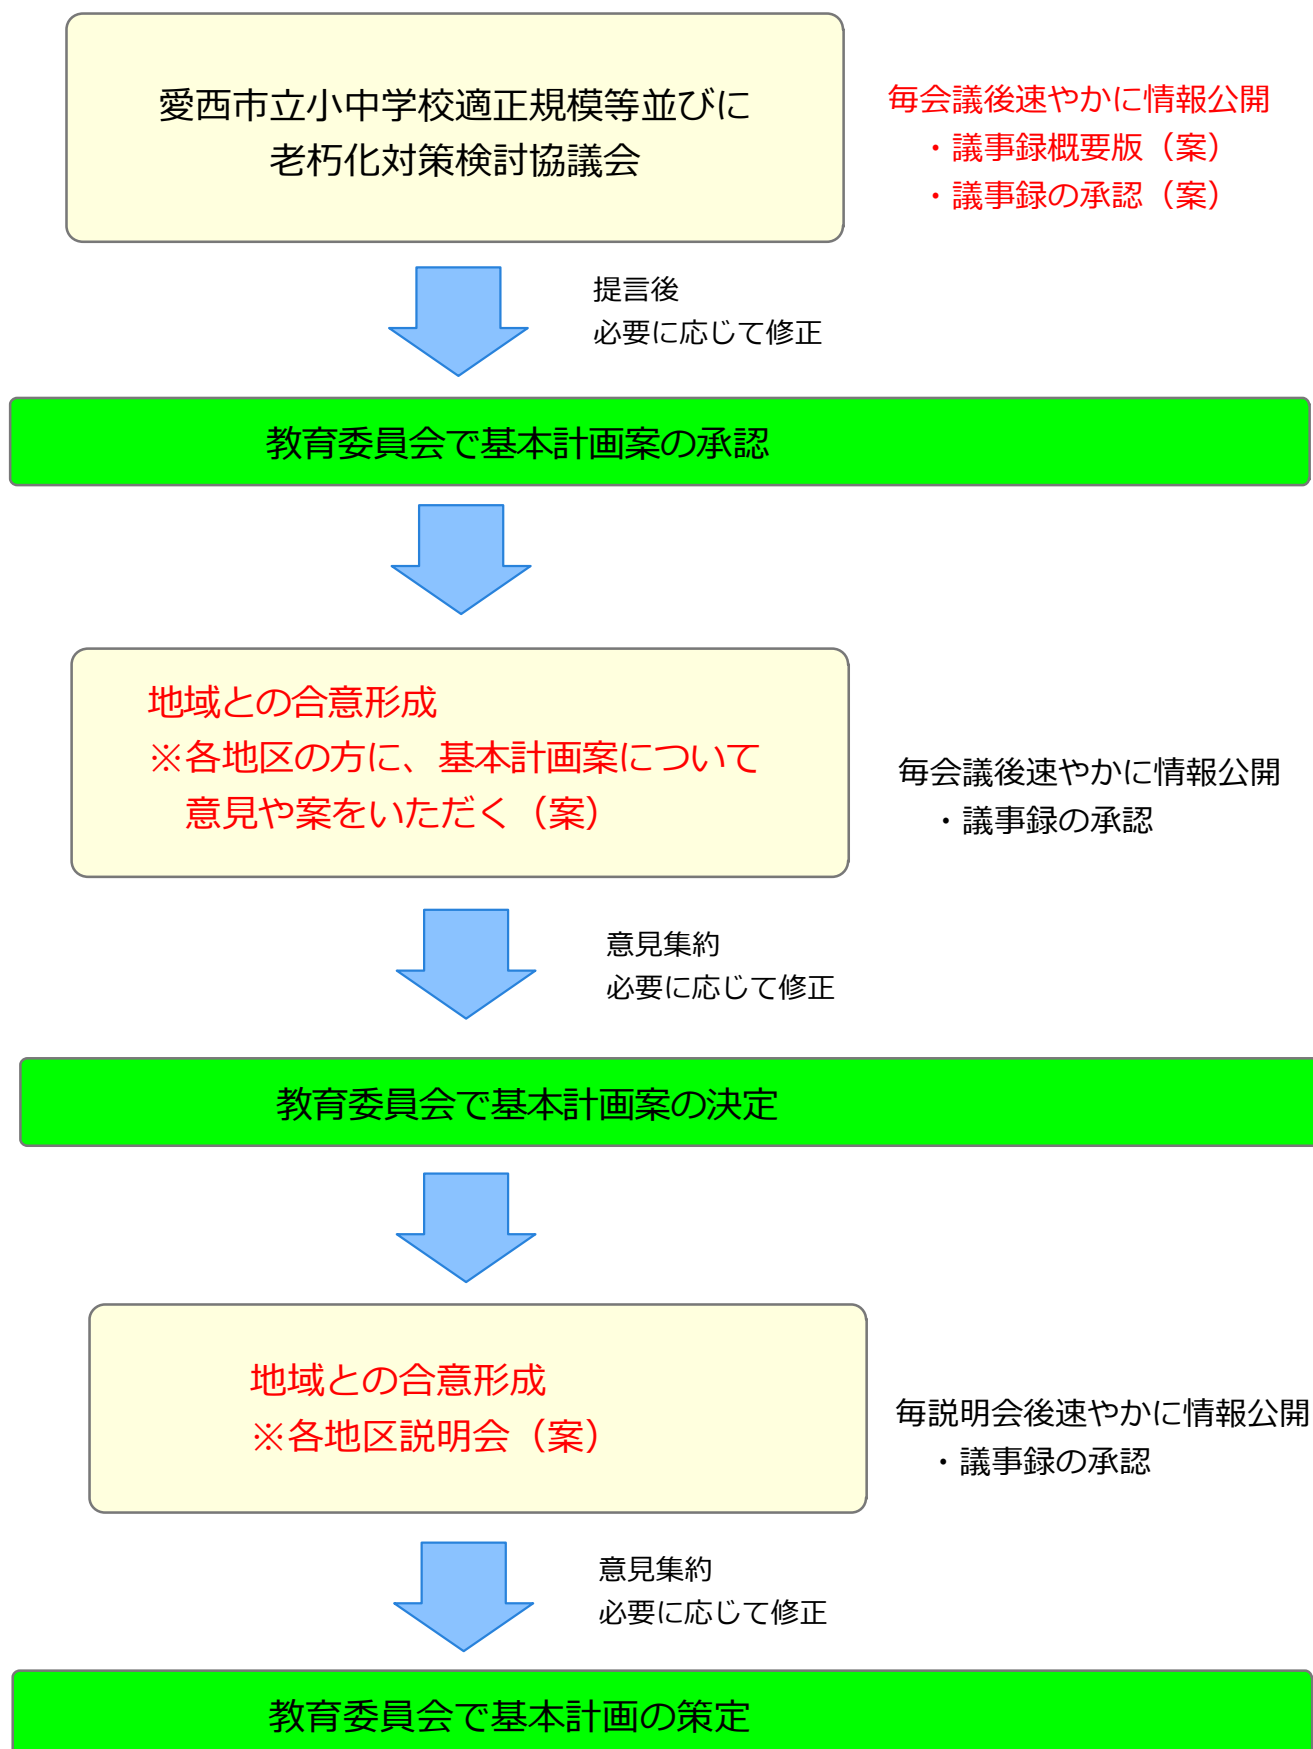 愛西市立小中学校適正規模等並びに
老朽化対策検討協議会
毎会議後速やかに情報公開
・議事録概要版（案）
・議事録の承認（案）
提言後
必要に応じて修正
教育委員会で基本計画案の承認
地域との合意形成
※各地区の方に、基本計画案について
意見や案をいただく（案）
毎会議後速やかに情報公開
・議事録の承認
意見集約
必要に応じて修正
教育委員会で基本計画案の決定
地域との合意形成
※各地区説明会（案）
毎説明会後速やかに情報公開
・議事録の承認
意見集約
必要に応じて修正
教育委員会で基本計画の策定